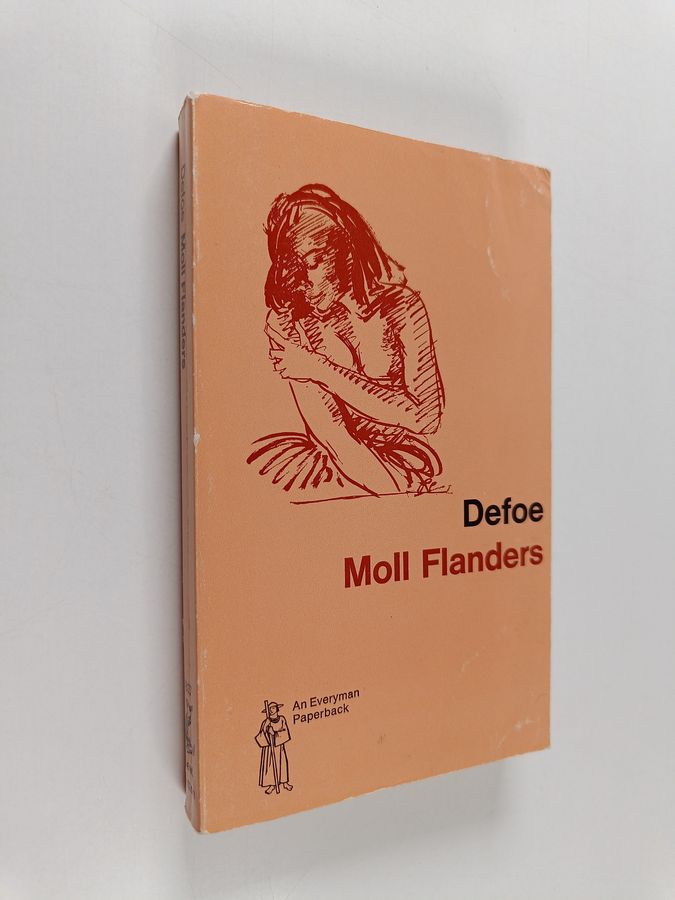 Defoe
Moll Flanders
An Everyman
Paperback
Defoe Moll Flanders